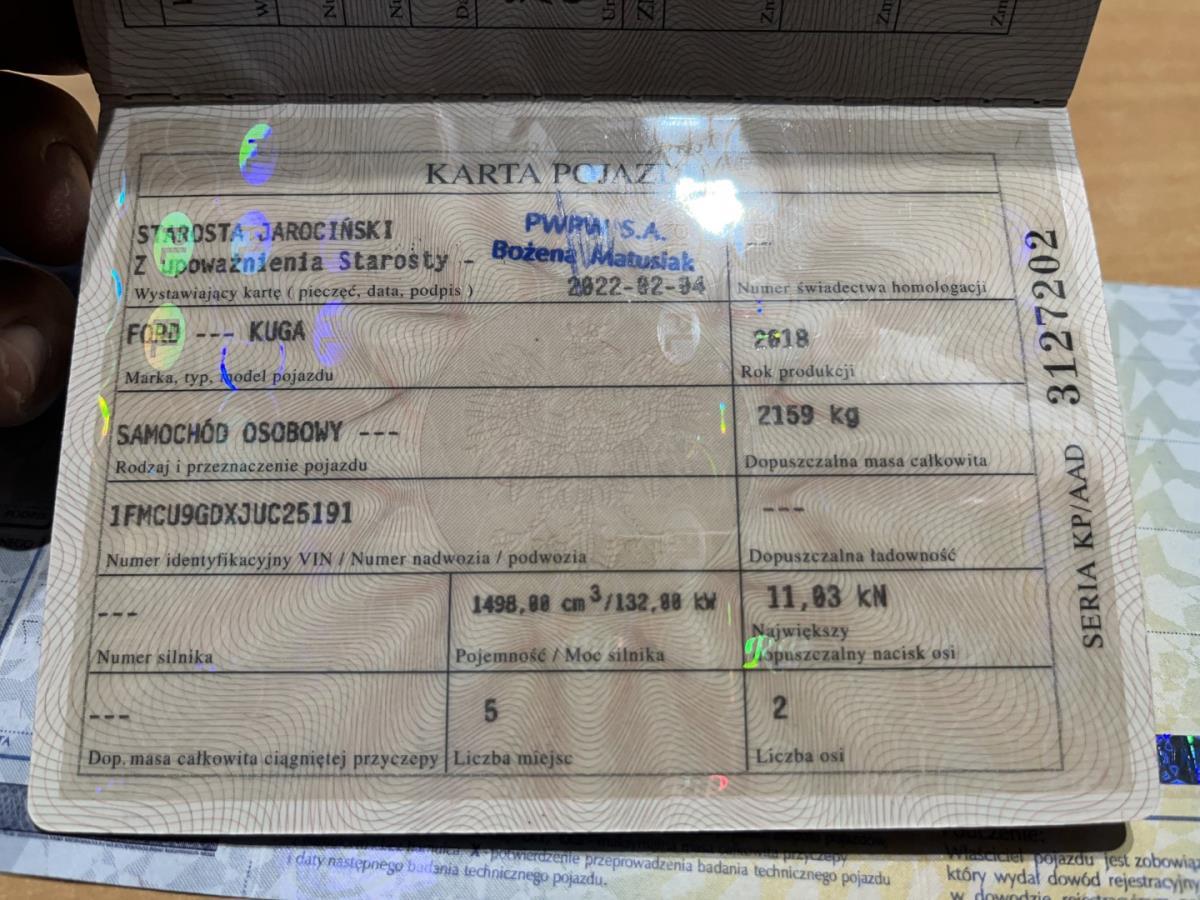 KARTA POJAZ
STAROSTA JAROCIŃSKI
Z upoważnienia Starosty -
PWPW S.A.
Bożena Matusiak
2022-02-04
---
Wystawiający kartę ( pieczęć, data, podpis )
Numer świadectwa homologacji
FORD --- KUGA
2018
Marka, typ, model pojazdu
Rok produkcji
SAMOCHÓD OSOBOWY ---
2159 kg
Rodzaj i przeznaczenie pojazdu
Dopuszczalna masa całkowita
1FMCU9GDXJUC25191
---
Numer identyfikacyjny VIN / Numer nadwozia / podwozia
Dopuszczalna ładowność
---
1498,00 cm³/132,00 kW
11,03 kN
Numer silnika
Pojemność / Moc silnika
Największy
dopuszczalny nacisk osi
---
5
2
Dop. masa całkowita ciągniętej przyczepy
Liczba miejsc
Liczba osi
SERIA KP/AAD 3127202
potwierdzenie przeprowadzenia badania technicznego
i daty następnego badania technicznego pojazdu.
Właściciel pojazdu jest zobowiąz
który wydał dowód rejestracyjny